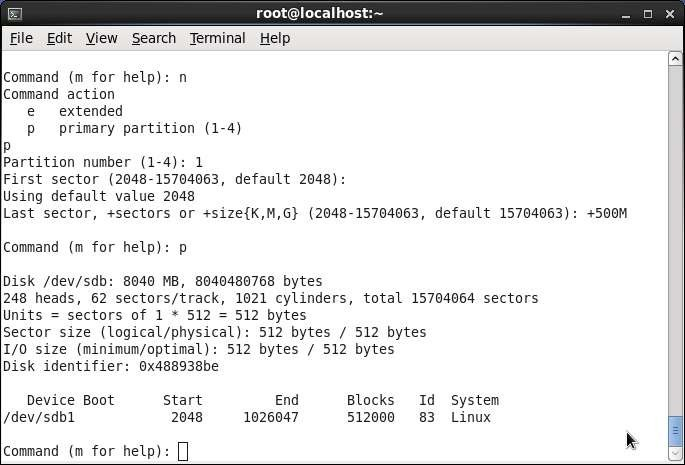 root@localhost:~
File Edit View Search Terminal Help
Command (m for help): n
Command action
   e   extended
   p   primary partition (1-4)
p
Partition number (1-4): 1
First sector (2048-15704063, default 2048):
Using default value 2048
Last sector, +sectors or +size{K,M,G} (2048-15704063, default 15704063): +500M
Command (m for help): p
Disk /dev/sdb: 8040 MB, 8040480768 bytes
248 heads, 62 sectors/track, 1021 cylinders, total 15704064 sectors
Units = sectors of 1 * 512 = 512 bytes
Sector size (logical/physical): 512 bytes / 512 bytes
I/O size (minimum/optimal): 512 bytes / 512 bytes
Disk identifier: 0x488938be
   Device Boot      Start         End      Blocks   Id  System
/dev/sdb1            2048     1026047      512000   83  Linux
Command (m for help):